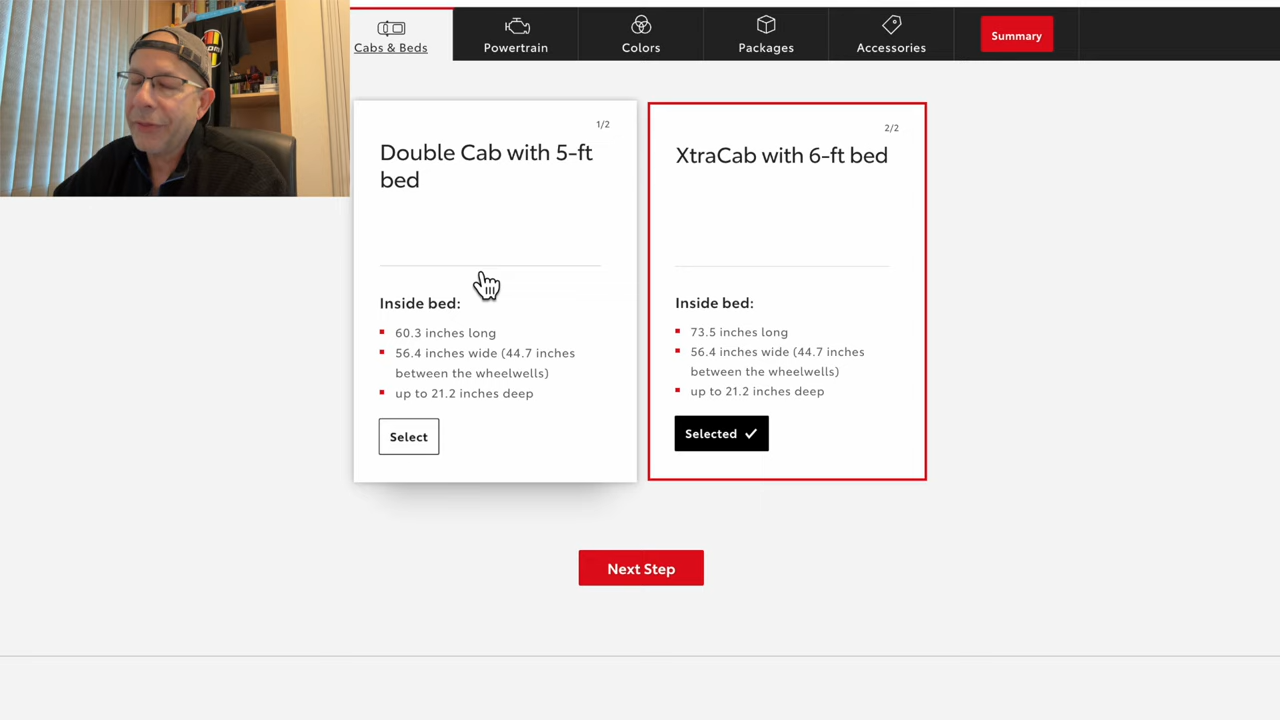 Cabs & Beds
Powertrain
Colors
Packages
Accessories
Summary
1/2
Double Cab with 5-ft
bed
Inside bed:
60.3 inches long
56.4 inches wide (44.7 inches
between the wheelwells)
up to 21.2 inches deep
Select
2/2
XtraCab with 6-ft bed
Inside bed:
73.5 inches long
56.4 inches wide (44.7 inches
between the wheelwells)
up to 21.2 inches deep
Selected
Next Step